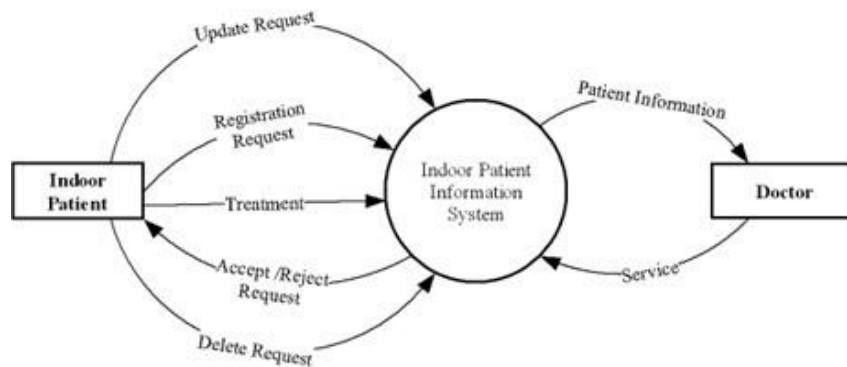 Update Request
Registration
Request
Patient Information
Indoor
Patient
Indoor Patient
Information
System
Doctor
Treatment
Accept /Reject
Request
Service
Delete Request